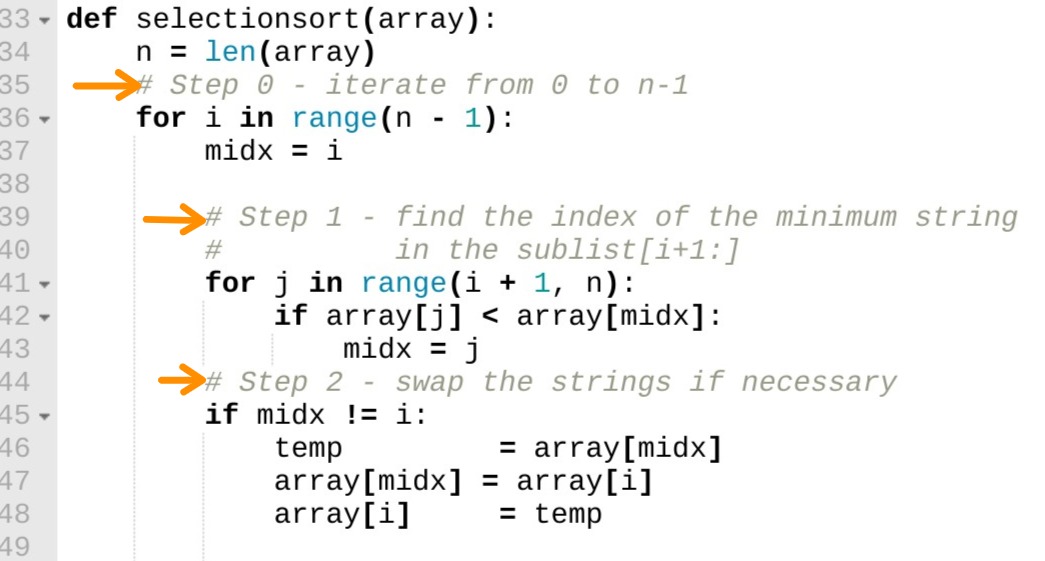 33 def selectionsort(array):
34     n = len(array)
35     # Step 0 - iterate from 0 to n-1
36     for i in range(n - 1):
37         midx = i
38
39         # Step 1 - find the index of the minimum string
40         #          in the sublist[i+1:]
41         for j in range(i + 1, n):
42             if array[j] < array[midx]:
43                 midx = j
44         # Step 2 - swap the strings if necessary
45         if midx != i:
46             temp         = array[midx]
47             array[midx] = array[i]
48             array[i]     = temp
49